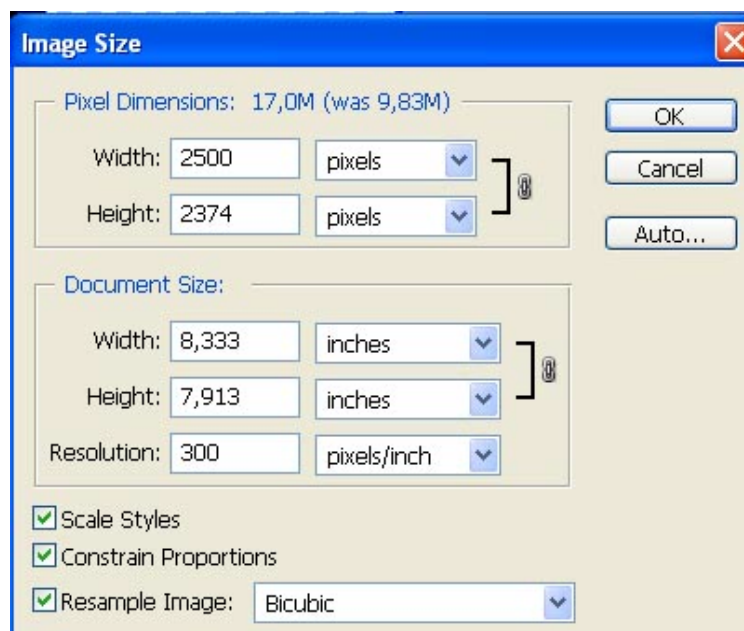 Image Size
Pixel Dimensions: 17,0M (was 9,83M)
OK
Width: 2500 pixels
Cancel
Height: 2374 pixels
Auto...
Document Size:
Width: 8,333 inches
Height: 7,913 inches
Resolution: 300 pixels/inch
Scale Styles
Constrain Proportions
Resample Image: Bicubic